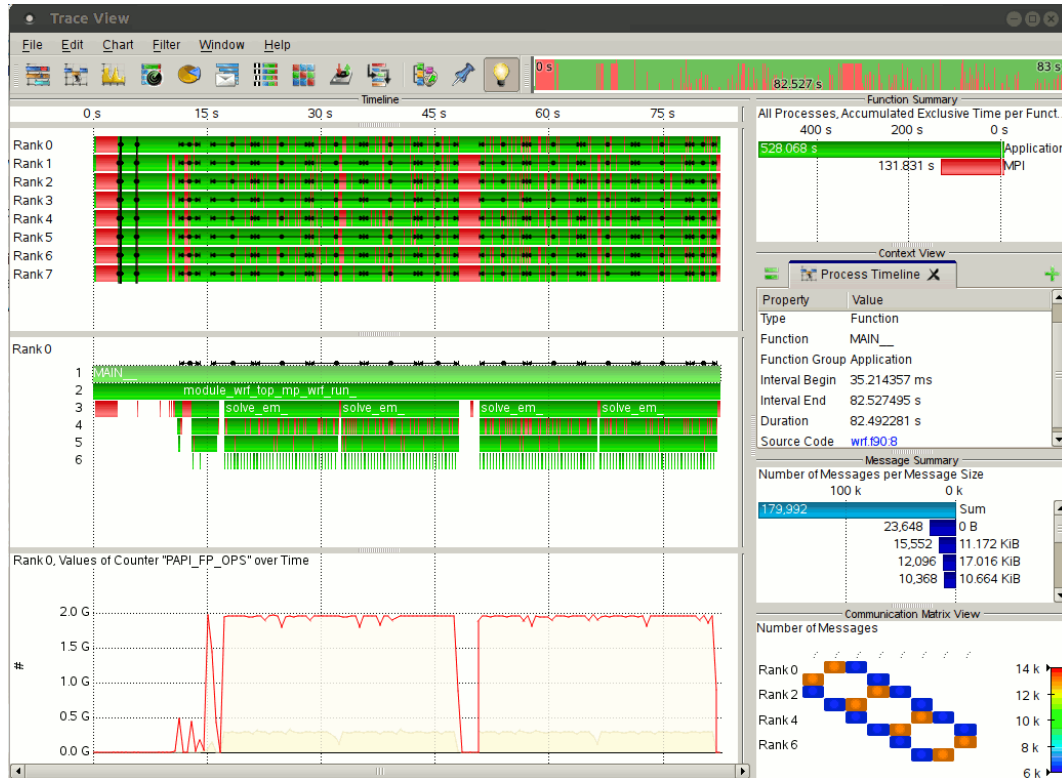 Trace View
File Edit Chart Filter Window Help
0 s 83 s
82.527 s
Timeline
0 s 15 s 30 s 45 s 60 s 75 s
Rank 0
Rank 1
Rank 2
Rank 3
Rank 4
Rank 5
Rank 6
Rank 7
Rank 0
1 MAIN__
2 module_wrf_top_mp_wrf_run_
3 solve_em_ solve_em_ solve_em_ solve_em_
4
5
6
Rank 0, Values of Counter "PAPI_FP_OPS" over Time
2.0 G
1.5 G
1.0 G
0.5 G
0.0 G
#
Function Summary
All Processes, Accumulated Exclusive Time per Funct...
400 s 200 s 0 s
528.068 s Application
131.831 s MPI
Context View
Process Timeline
Property Value
Type Function
Function MAIN__
Function Group Application
Interval Begin 35.214357 ms
Interval End 82.527495 s
Duration 82.492281 s
Source Code wrf.f90:8
Message Summary
Number of Messages per Message Size
100 k 0 k
179,992 Sum
23,648 0 B
15,552 11.172 KiB
12,096 17.016 KiB
10,368 10.664 KiB
Communication Matrix View
Number of Messages
Rank 0
Rank 2
Rank 4
Rank 6
14 k
12 k
10 k
8 k
6 k